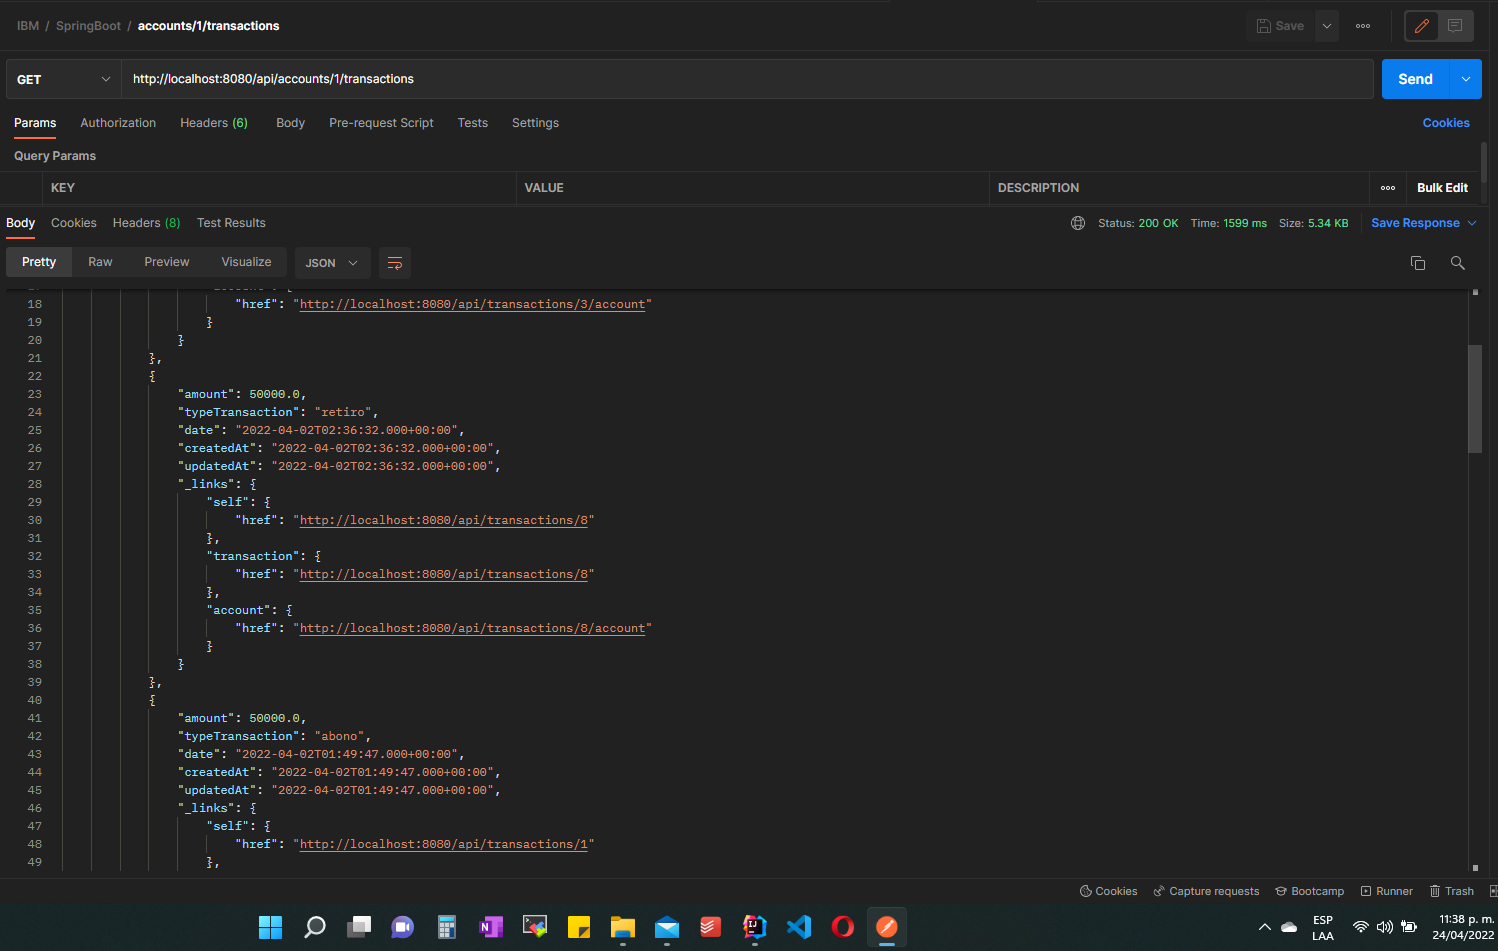 IBM / SpringBoot / accounts/1/transactions
Save
GET http://localhost:8080/api/accounts/1/transactions Send
Params Authorization Headers (6) Body Pre-request Script Tests Settings Cookies
Query Params
KEY VALUE DESCRIPTION Bulk Edit
Body Cookies Headers (8) Test Results Status: 200 OK Time: 1599 ms Size: 5.34 KB Save Response
Pretty Raw Preview Visualize JSON
18 "href": "http://localhost:8080/api/transactions/3/account"
19 }
20 }
21 },
22 {
23 "amount": 50000.0,
24 "typeTransaction": "retiro",
25 "date": "2022-04-02T02:36:32.000+00:00",
26 "createdAt": "2022-04-02T02:36:32.000+00:00",
27 "updatedAt": "2022-04-02T02:36:32.000+00:00",
28 "_links": {
29 "self": {
30 "href": "http://localhost:8080/api/transactions/8"
31 },
32 "transaction": {
33 "href": "http://localhost:8080/api/transactions/8"
34 },
35 "account": {
36 "href": "http://localhost:8080/api/transactions/8/account"
37 }
38 }
39 },
40 {
41 "amount": 50000.0,
42 "typeTransaction": "abono",
43 "date": "2022-04-02T01:49:47.000+00:00",
44 "createdAt": "2022-04-02T01:49:47.000+00:00",
45 "updatedAt": "2022-04-02T01:49:47.000+00:00",
46 "_links": {
47 "self": {
48 "href": "http://localhost:8080/api/transactions/1"
49 },
Cookies Capture requests Bootcamp Runner Trash
ESP 11:38 p. m.
LAA 24/04/2022